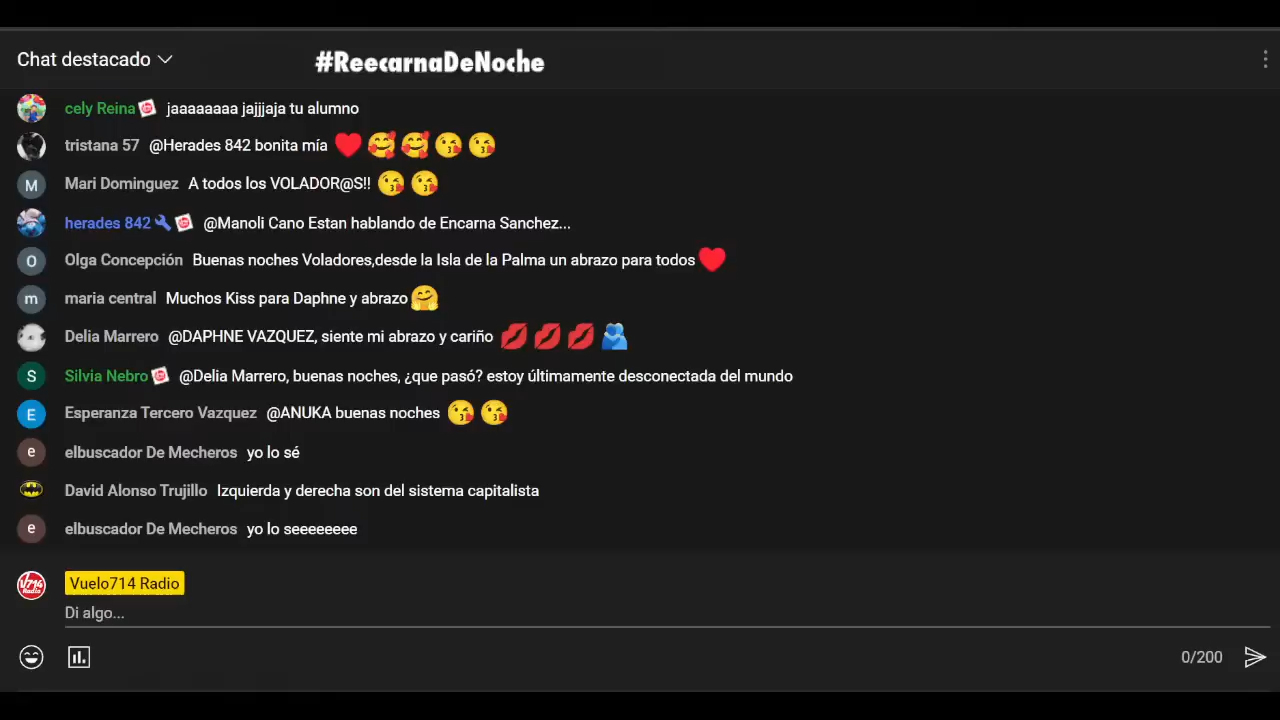 Chat destacado
#ReecarnaDeNoche
cely Reina jaaaaaaaa jajjjaja tu alumno
tristana 57 @Herades 842 bonita mía ❤️ 🥰 🥰 😘 😘
M Mari Dominguez A todos los VOLADOR@S!! 😘 😘
herades 842 @Manoli Cano Estan hablando de Encarna Sanchez...
O Olga Concepción Buenas noches Voladores,desde la Isla de la Palma un abrazo para todos ❤️
m maria central Muchos Kiss para Daphne y abrazo 🤗
Delia Marrero @DAPHNE VAZQUEZ, siente mi abrazo y cariño 💋 💋 💋 🫂
S Silvia Nebro @Delia Marrero, buenas noches, ¿que pasó? estoy últimamente desconectada del mundo
E Esperanza Tercero Vazquez @ANUKA buenas noches 😘 😘
e elbuscador De Mecheros yo lo sé
David Alonso Trujillo Izquierda y derecha son del sistema capitalista
e elbuscador De Mecheros yo lo seeeeeeee
V714 Radio Vuelo714 Radio
Di algo...
0/200